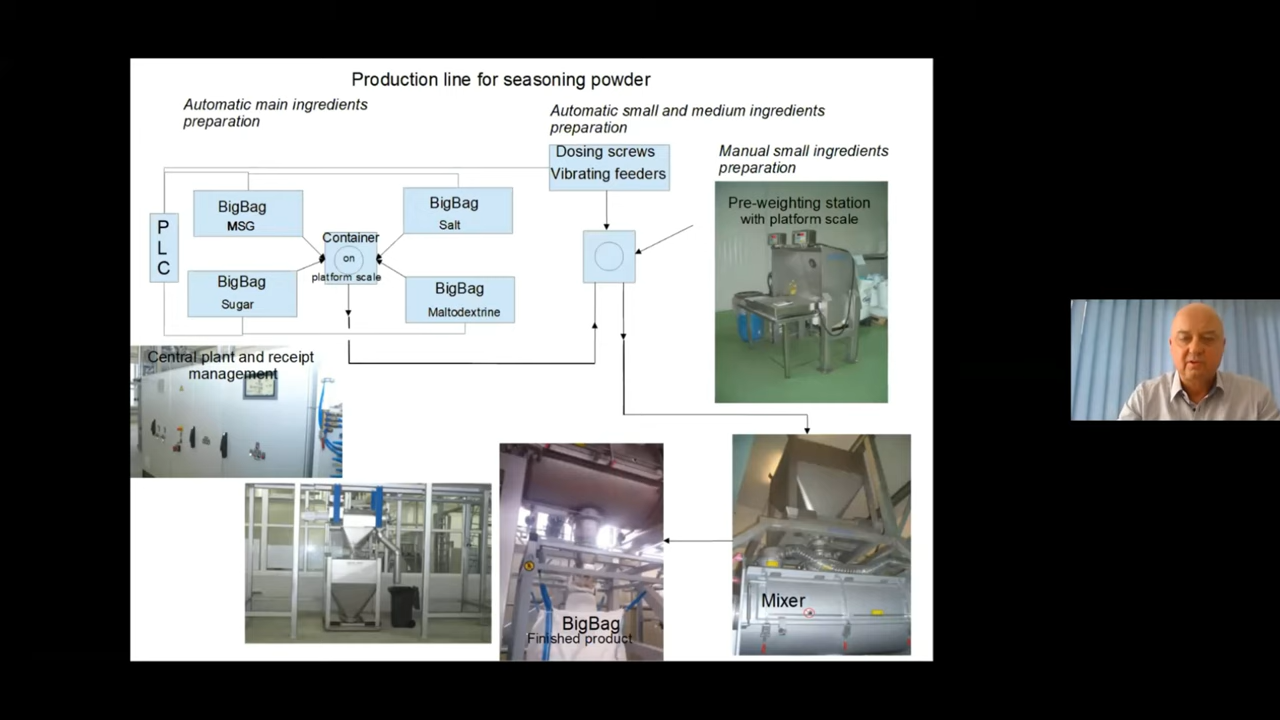 Production line for seasoning powder
Automatic main ingredients
preparation
Automatic small and medium ingredients
preparation
Manual small ingredients
preparation
Dosing screws
Vibrating feeders
Pre-weighting station
with platform scale
BigBag
MSG
BigBag
Salt
P
L
C
Container
on
platform scale
BigBag
Sugar
BigBag
Maltodextrine
Central plant and receipt
management
Mixer
BigBag
Finished product